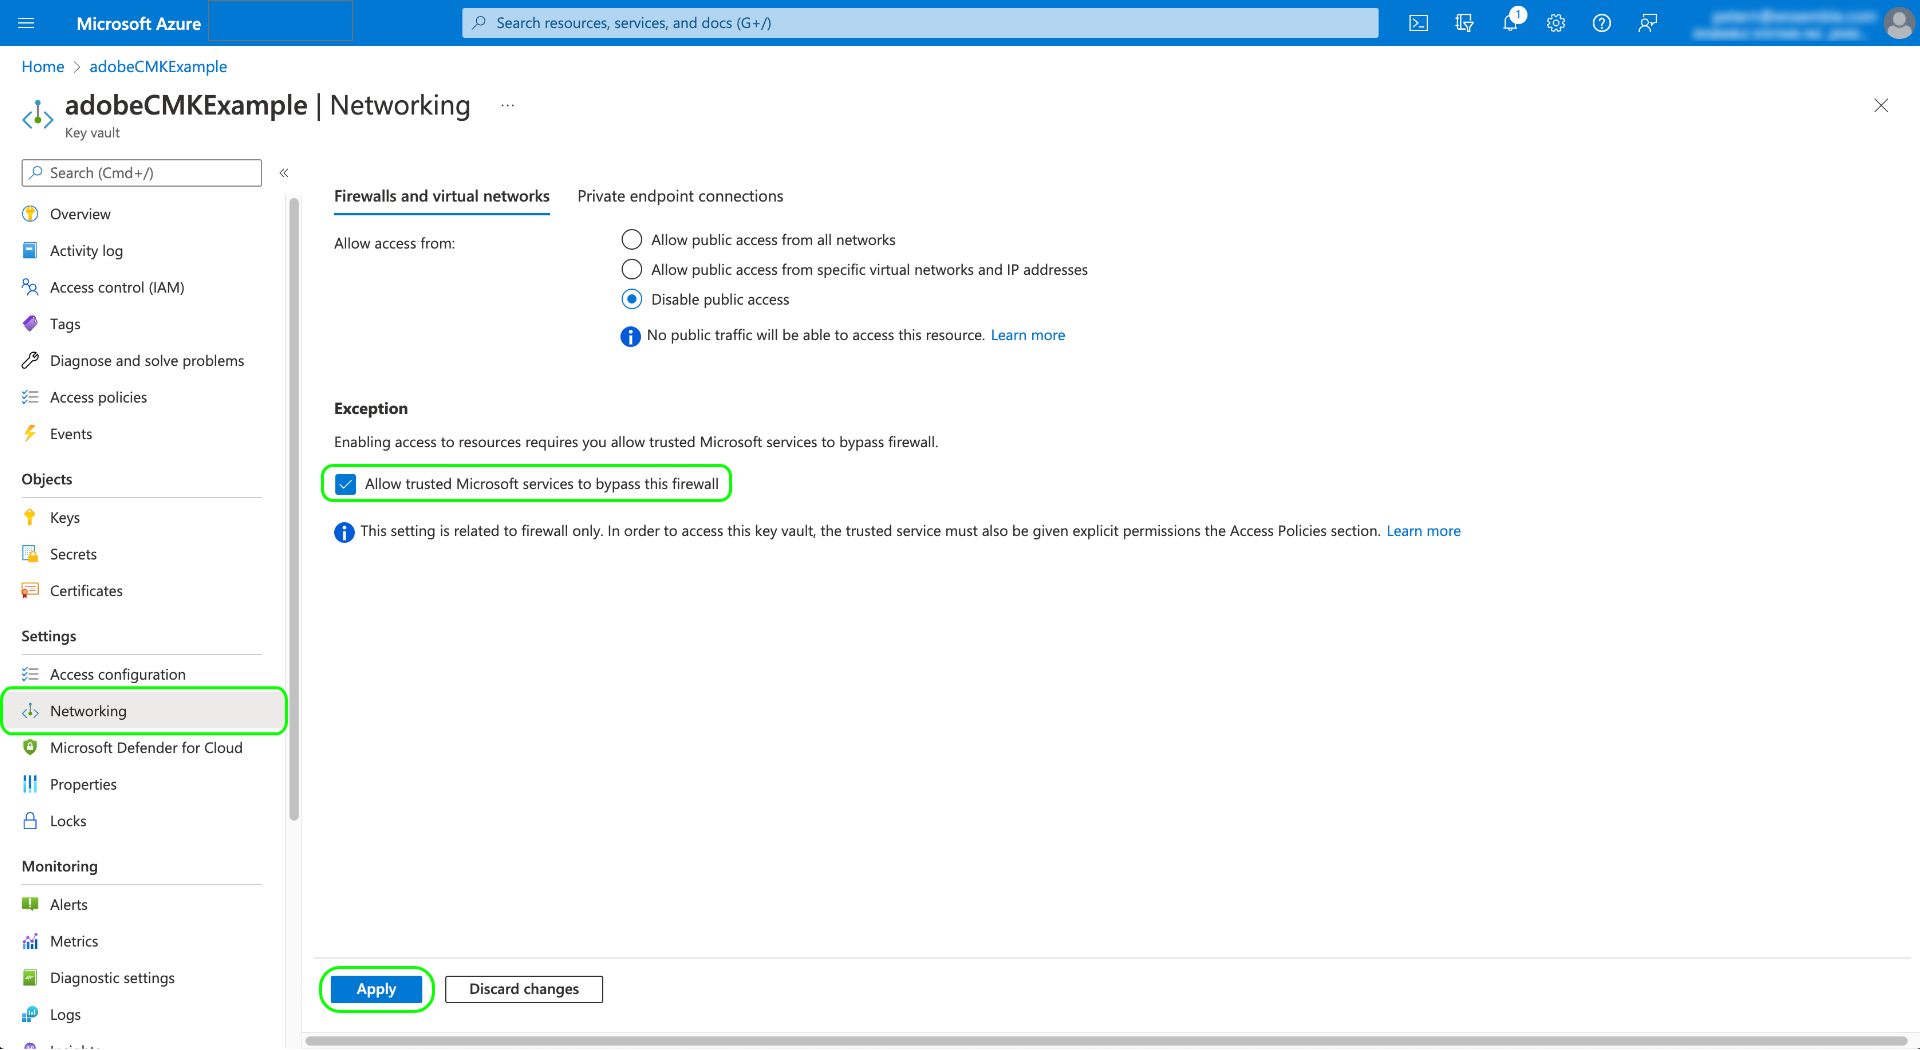 Microsoft Azure
Search resources, services, and docs (G+/)
1
Home > adobeCMKExample
adobeCMKExample | Networking ...
Key vault
Search (Cmd+/)
«
Overview
Activity log
Access control (IAM)
Tags
Diagnose and solve problems
Access policies
Events
Objects
Keys
Secrets
Certificates
Settings
Access configuration
Networking
Microsoft Defender for Cloud
Properties
Locks
Monitoring
Alerts
Metrics
Diagnostic settings
Logs
Firewalls and virtual networks
Private endpoint connections
Allow access from:
Allow public access from all networks
Allow public access from specific virtual networks and IP addresses
Disable public access
No public traffic will be able to access this resource. Learn more
Exception
Enabling access to resources requires you allow trusted Microsoft services to bypass firewall.
Allow trusted Microsoft services to bypass this firewall
This setting is related to firewall only. In order to access this key vault, the trusted service must also be given explicit permissions the Access Policies section. Learn more
Apply
Discard changes